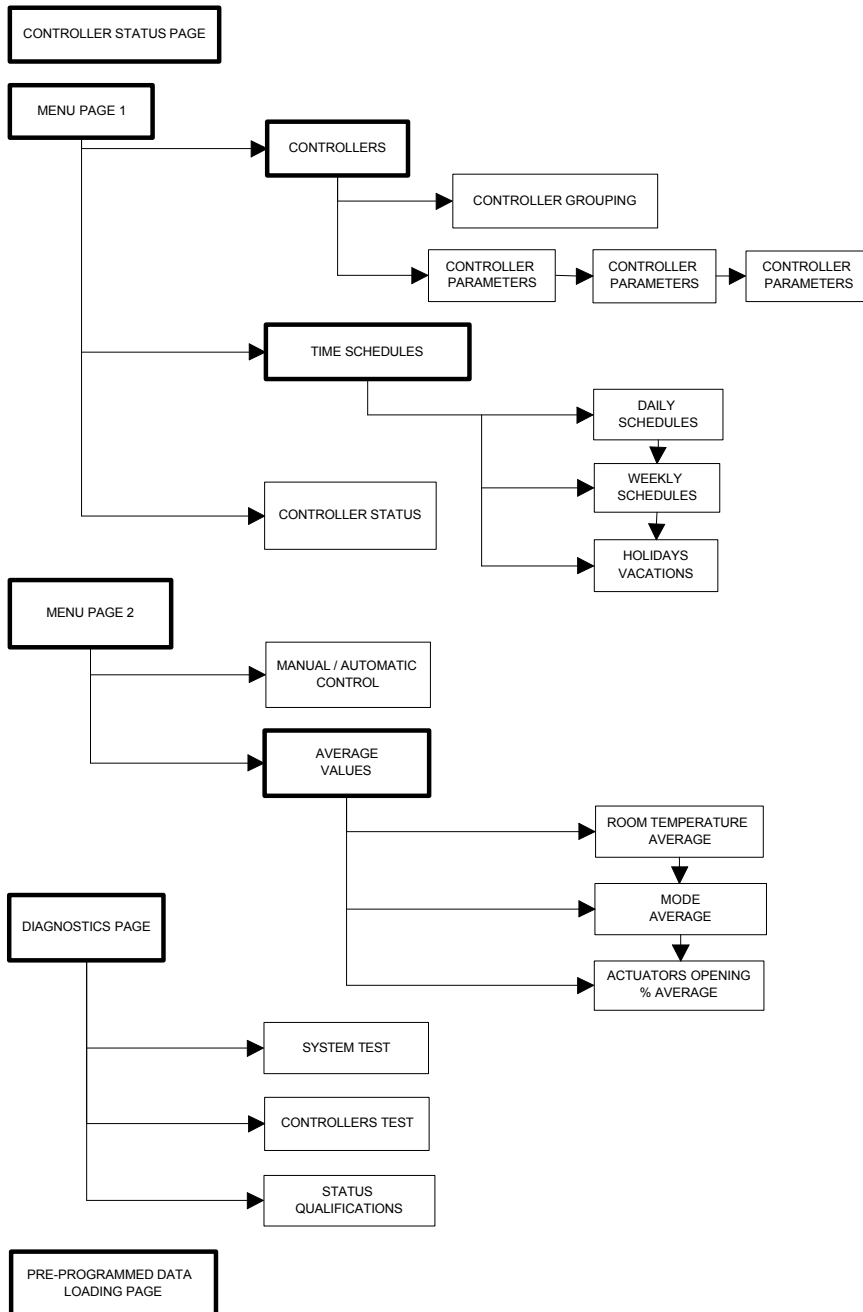 CONTROLLER STATUS PAGE
MENU PAGE 1
CONTROLLERS
CONTROLLER GROUPING
CONTROLLER
PARAMETERS
CONTROLLER
PARAMETERS
CONTROLLER
PARAMETERS
TIME SCHEDULES
DAILY
SCHEDULES
WEEKLY
SCHEDULES
HOLIDAYS
VACATIONS
CONTROLLER STATUS
MENU PAGE 2
MANUAL / AUTOMATIC
CONTROL
AVERAGE
VALUES
ROOM TEMPERATURE
AVERAGE
MODE
AVERAGE
ACTUATORS OPENING
% AVERAGE
DIAGNOSTICS PAGE
SYSTEM TEST
CONTROLLERS TEST
STATUS
QUALIFICATIONS
PRE-PROGRAMMED DATA
LOADING PAGE